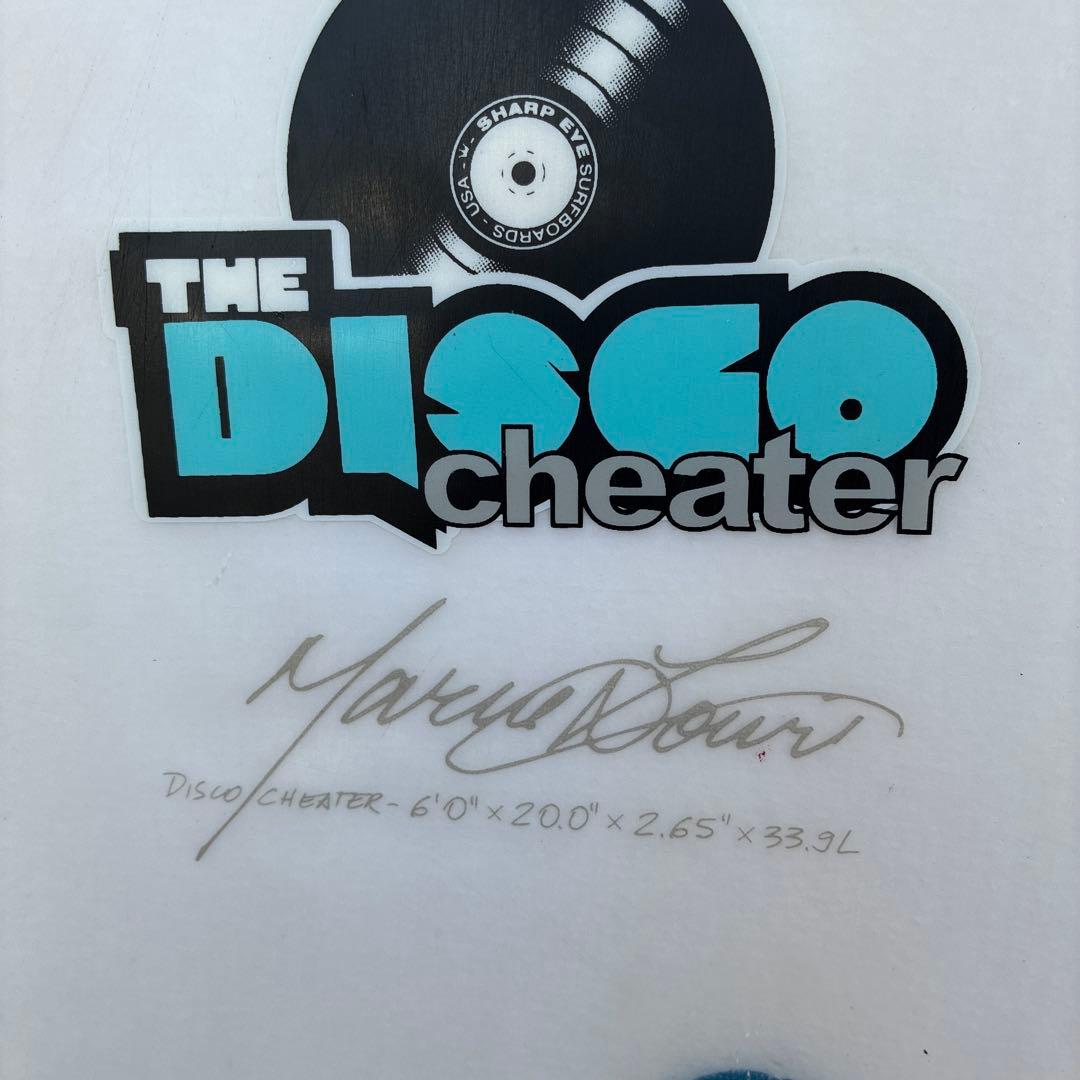 SHARP EYE SURFBOARDS - USA -
THE
DISCO
cheater
DISCO CHEATER - 6'0" x 20.0" x 2.65" x 33.9L